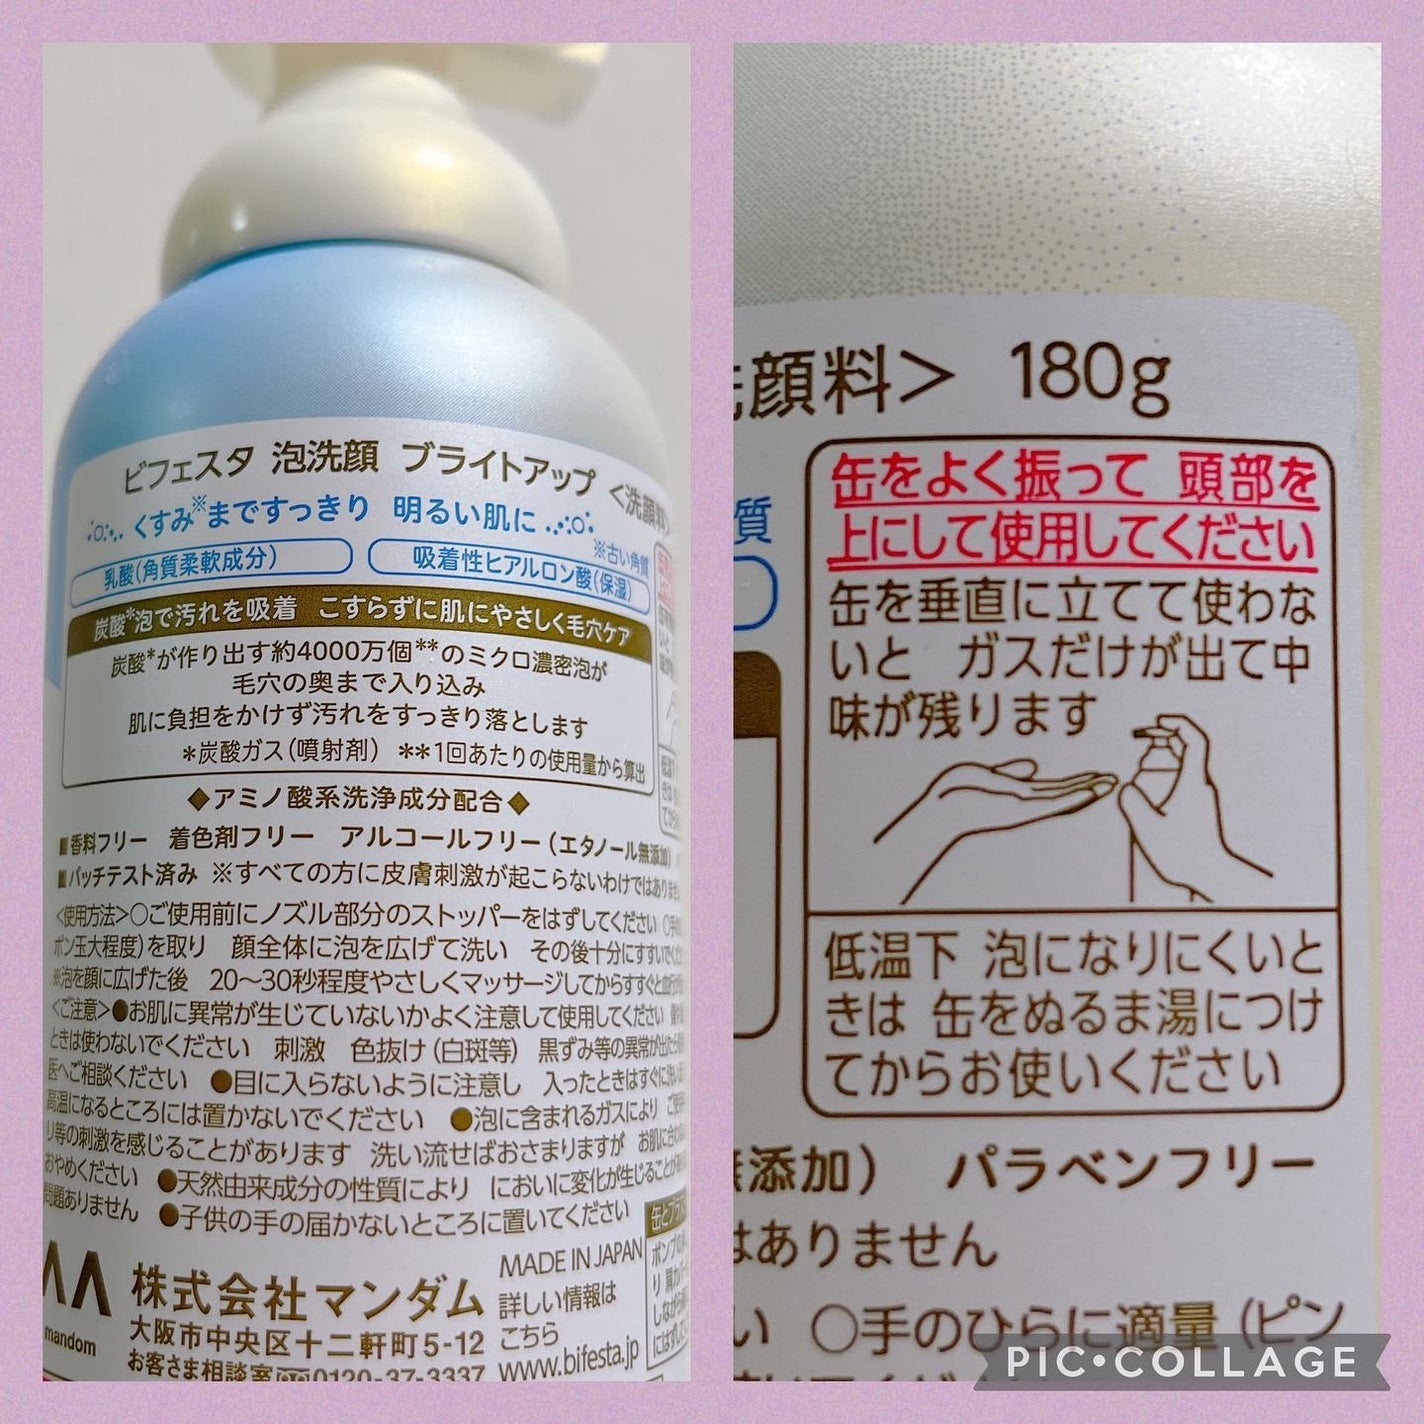 ビフェスタ 泡洗顔 ブライトアップ <洗顔料>
くすみ※まですっきり 明るい肌に
※古い角質
乳酸(角質柔軟成分)
吸着性ヒアルロン酸(保湿)
炭酸*泡で汚れを吸着 こすらずに肌にやさしく毛穴ケア
炭酸*が作り出す約4000万個**のミクロ濃密泡が
毛穴の奥まで入り込み
肌に負担をかけず汚れをすっきり落とします
*炭酸ガス(噴射剤) **1回あたりの使用量から算出
◆アミノ酸系洗浄成分配合◆
■香料フリー 着色剤フリー アルコールフリー(エタノール無添加)
■パッチテスト済み ※すべての方に皮膚刺激が起こらないわけではありませ
<使用方法>○ご使用前にノズル部分のストッパーをはずしてください ○手の
ポン玉大程度)を取り 顔全体に泡を広げて洗い その後十分にすすいでくだ
※泡を顔に広げた後 20〜30秒程度やさしくマッサージしてからすすぐと
<ご注意>●お肌に異常が生じていないかよく注意して使用してください
ときは使わないでください 刺激 色抜け(白斑等) 黒ずみ等の異常が出たら
医へご相談ください ●目に入らないように注意し 入ったときはすぐに洗い
高温になるところには置かないでください ●泡に含まれるガスにより
り等の刺激を感じることがあります 洗い流せばおさまりますが お肌に合わ
おやめください ●天然由来成分の性質により においに変化が生じることが
問題ありません ●子供の手の届かないところに置いてください
mandom
株式会社マンダム
大阪市中央区十二軒町5-12
お客さま相談室 0120-37-3337
MADE IN JAPAN
詳しい情報は
こちら
www.bifesta.jp
缶とプラス
洗顔料> 180g
質
缶をよく振って 頭部を
上にして使用してください
缶を垂直に立てて使わな
いと ガスだけが出て中
味が残ります
低温下 泡になりにくいと
きは 缶をぬるま湯につけ
てからお使いください
無添加) パラベンフリー
はありません
い ○手のひらに適量(ピン
PIC•COLLAGE